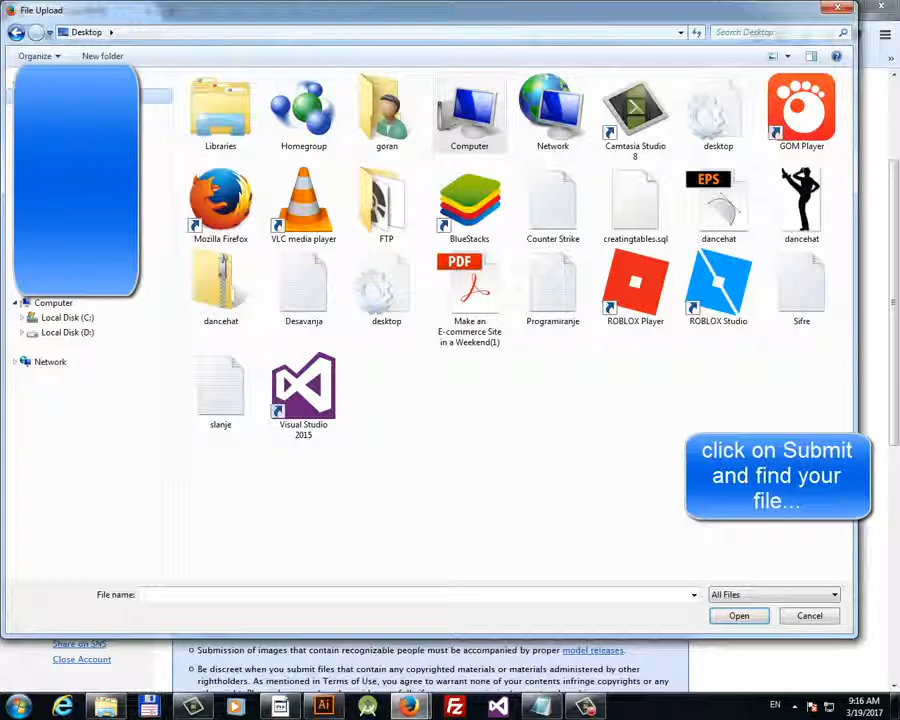 File Upload
Desktop
Search Desktop
Organize
New folder
Libraries
Homegroup
goran
Computer
Network
Camtasia Studio
8
desktop
GOM Player
Mozilla Firefox
VLC media player
FTP
BlueStacks
Counter Strike
creatingtables.sql
EPS
dancehat
dancehat
dancehat
Desavanja
desktop
PDF
Make an
E-commerce Site
in a Weekend(1)
Programiranje
ROBLOX Player
ROBLOX Studio
Sifre
Computer
Local Disk (C:)
Local Disk (D:)
Network
slanje
Visual Studio
2015
click on Submit
and find your
file...
File name:
All Files
Open
Cancel
Share on SNS
Close Account
Submission of images that contain recognizable people must be accompanied by proper model releases.
Be discreet when you submit files that contain any copyrighted materials or materials administered by other
rightholders. As mentioned in Terms of Use, you agree to warrant none of your contents infringe copyrights or any
Ai
Fz
EN
9:16 AM
3/19/2017